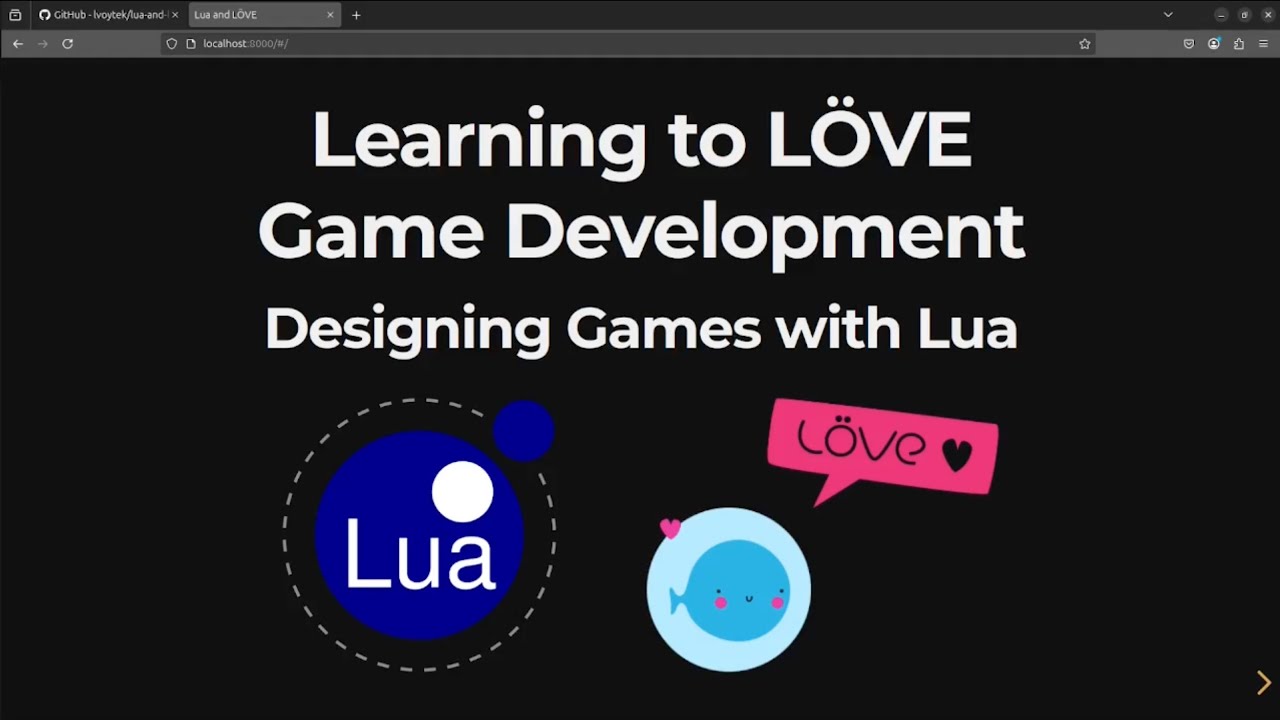 GitHub - lvoytek/lua-and-l
Lua and LÖVE
localhost:8000/#/
Learning to LÖVE
Game Development
Designing Games with Lua
Lua
LÖVE